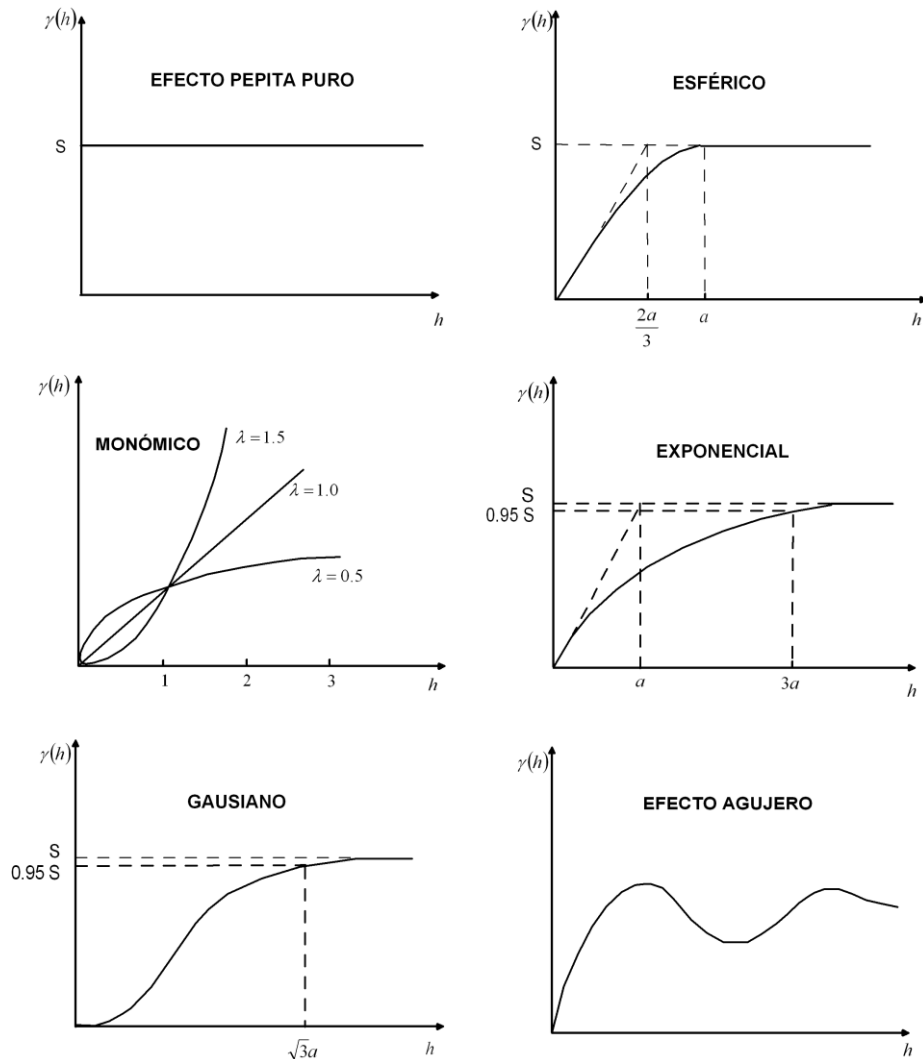 γ(h)
EFECTO PEPITA PURO
S
h
γ(h)
ESFÉRICO
S
2a
3
a
h
γ(h)
MONÓMICO
λ = 1.5
λ = 1.0
λ = 0.5
1 2 3
h
γ(h)
EXPONENCIAL
S
0.95 S
a 3a
h
γ(h)
GAUSIANO
S
0.95 S
√3a
h
γ(h)
EFECTO AGUJERO
h